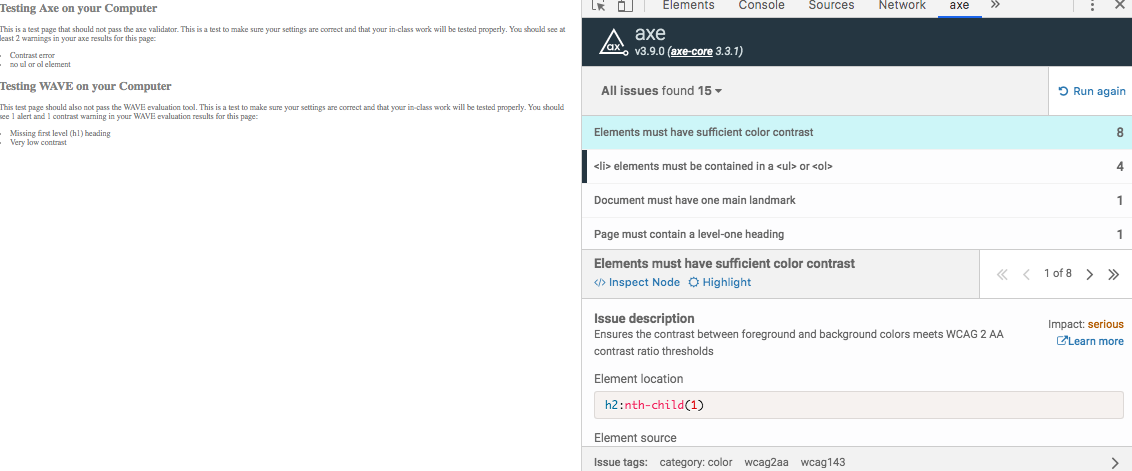 Testing Axe on your Computer
This is a test page that should not pass the axe validator. This is a test to make sure your settings are correct and that your in-class work will be tested properly. You should see at
least 2 warnings in your axe results for this page:
Contrast error
no ul or ol element
Testing WAVE on your Computer
This test page should also not pass the WAVE evaluation tool. This is a test to make sure your settings are correct and that your in-class work will be tested properly. You should
see 1 alert and 1 contrast warning in your WAVE evaluation results for this page:
Missing first level (h1) heading
Very low contrast
Elements Console Sources Network axe »
axe
v3.9.0 (axe-core 3.3.1)
All issues found 15
Run again
Elements must have sufficient color contrast 8
<li> elements must be contained in a <ul> or <ol> 4
Document must have one main landmark 1
Page must contain a level-one heading 1
Elements must have sufficient color contrast
</> Inspect Node Highlight
1 of 8
Issue description
Ensures the contrast between foreground and background colors meets WCAG 2 AA
contrast ratio thresholds
Impact: serious
Learn more
Element location
h2:nth-child(1)
Element source
Issue tags: category: color wcag2aa wcag143